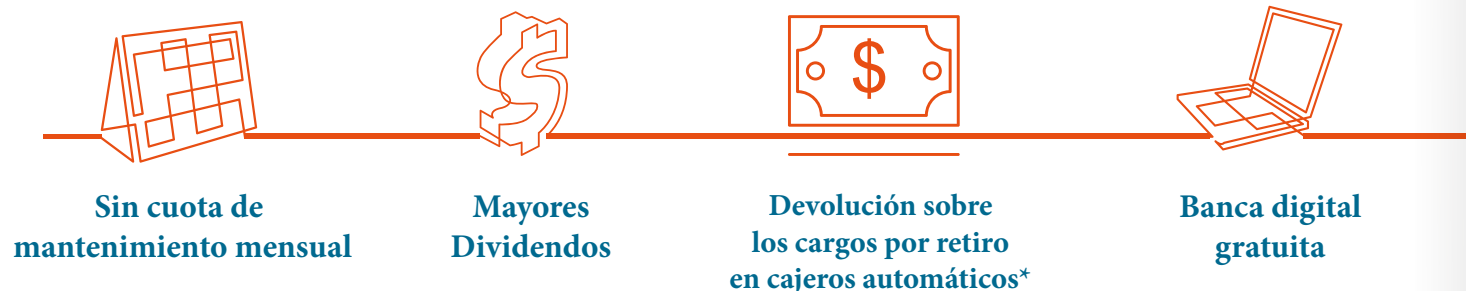 $
Sin cuota de
mantenimiento mensual
Mayores
Dividendos
Devolución sobre
los cargos por retiro
en cajeros automáticos*
Banca digital
gratuita